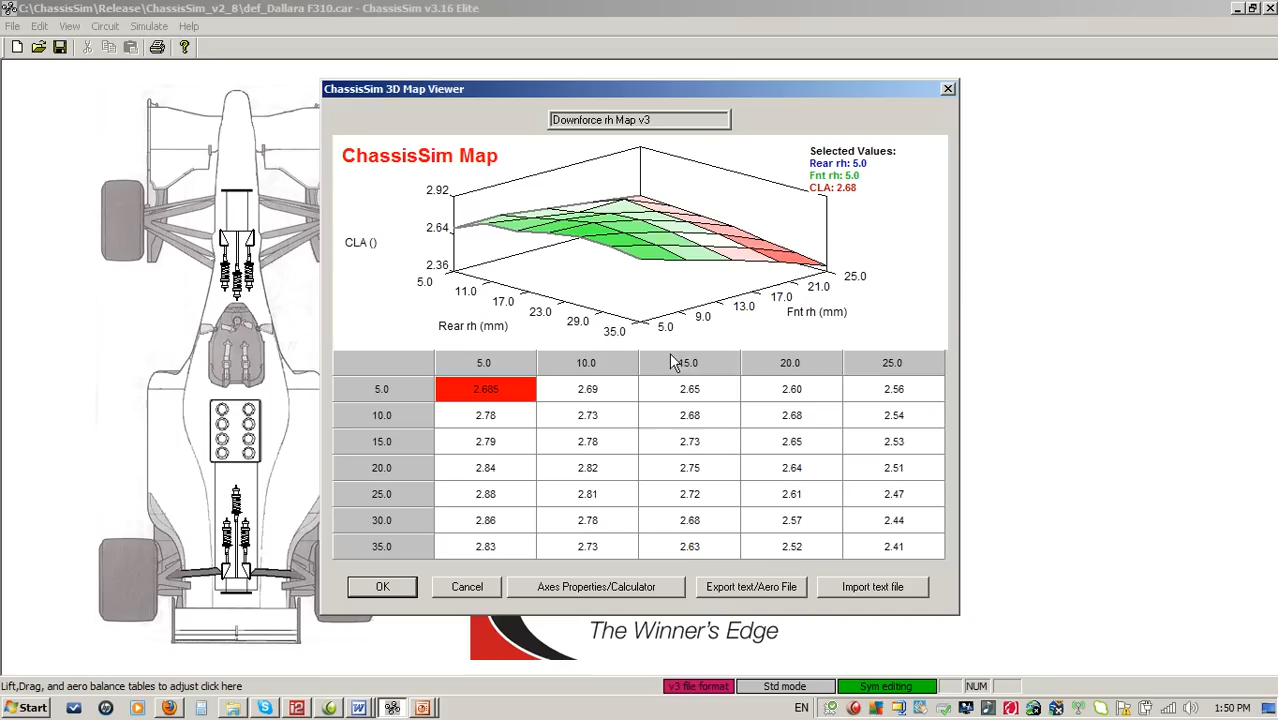 C:\ChassisSim\Release\ChassisSim_v2_8\def_Dallara F310.car - ChassisSim v3.16 Elite
File Edit View Circuit Simulate Help
ChassisSim 3D Map Viewer
Downforce rh Map v3
ChassisSim Map
Selected Values:
Rear rh: 5.0
Fnt rh: 5.0
CLA: 2.68
2.92
2.64
2.36
CLA ()
5.0
11.0
17.0
23.0
29.0
35.0
Rear rh (mm)
5.0
9.0
13.0
17.0
21.0
25.0
Fnt rh (mm)
5.0 10.0 15.0 20.0 25.0
5.0 2.685 2.69 2.65 2.60 2.56
10.0 2.78 2.73 2.68 2.68 2.54
15.0 2.79 2.78 2.73 2.65 2.53
20.0 2.84 2.82 2.75 2.64 2.51
25.0 2.88 2.81 2.72 2.61 2.47
30.0 2.86 2.78 2.68 2.57 2.44
35.0 2.83 2.73 2.63 2.52 2.41
OK Cancel Axes Properties/Calculator Export text/Aero File Import text file
The Winner's Edge
Lift,Drag, and aero balance tables to adjust click here
v3 file format Std mode Sym editing NUM
Start EN 1:50 PM